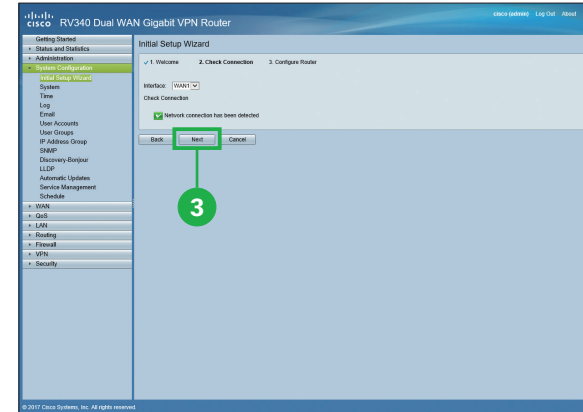 cisco RV340 Dual WAN Gigabit VPN Router
cisco (admin) Log Out About
Getting Started
Status and Statistics
Administration
System Configuration
Initial Setup Wizard
System
Time
Log
Email
User Accounts
User Groups
IP Address Group
SNMP
Discovery-Bonjour
LLDP
Automatic Updates
Service Management
Schedule
WAN
QoS
LAN
Routing
Firewall
VPN
Security
Initial Setup Wizard
1. Welcome 2. Check Connection 3. Configure Router
Interface: WAN1
Check Connection
Network connection has been detected
Back Next Cancel
3
© 2017 Cisco Systems, Inc. All rights reserved.